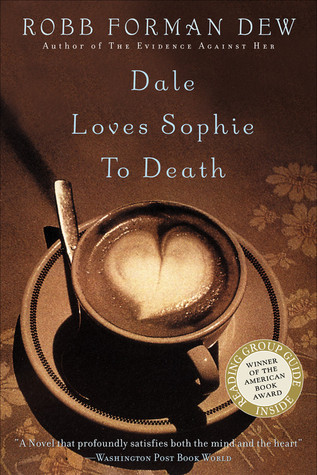 ROBB FORMAN DEW
Author of THE EVIDENCE AGAINST HER
Dale
Loves Sophie
To Death
READING GROUP GUIDE
INSIDE
WINNER
OF THE
AMERICAN
BOOK
AWARD
"A Novel that profoundly satisfies both the mind and the heart"
—WASHINGTON POST BOOK WORLD